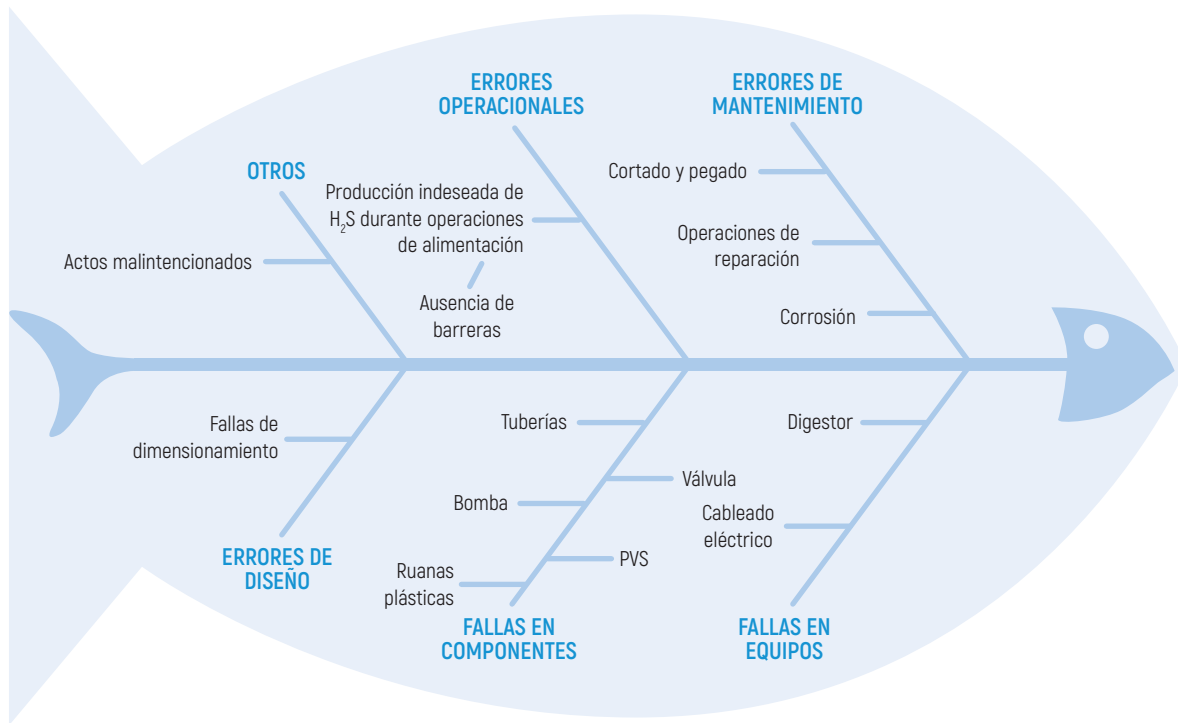 ERRORES
OPERACIONALES
ERRORES DE
MANTENIMIENTO
OTROS
Cortado y pegado
Producción indeseada de
H₂S durante operaciones
de alimentación
Operaciones de
reparación
Actos malintencionados
Ausencia de
barreras
Corrosión
Fallas de
dimensionamiento
Tuberías
Digestor
Válvula
Bomba
Cableado
eléctrico
PVS
Ruanas
plásticas
ERRORES DE
DISEÑO
FALLAS EN
COMPONENTES
FALLAS EN
EQUIPOS